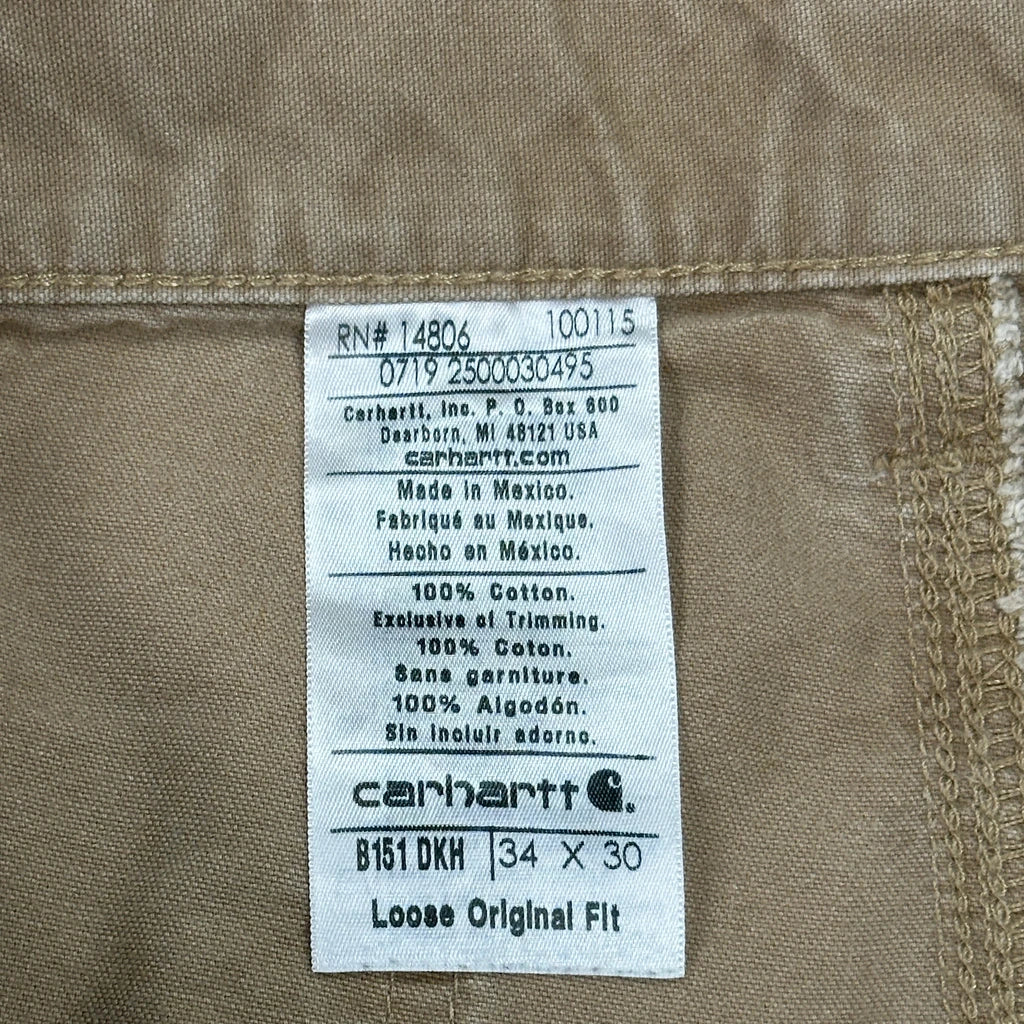 RN# 14806 100115
0719 2500030495
Carhartt, Inc. P. O. Box 600
Dearborn, MI 48121 USA
carhartt.com
Made in Mexico.
Fabriqué au Mexique.
Hecho en México.
100% Cotton.
Exclusive of Trimming.
100% Coton.
Sans garniture.
100% Algodón.
Sin incluir adorno.
carhartt
B151 DKH 34 X 30
Loose Original Fit